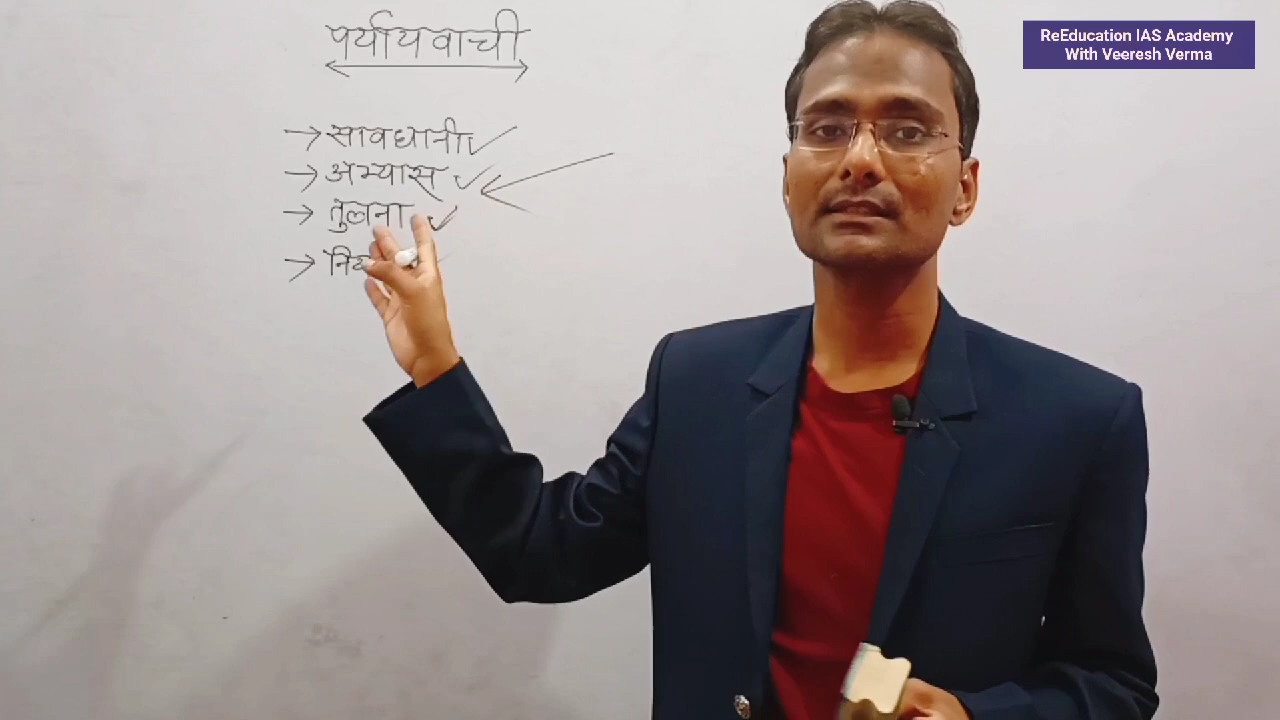 पर्यायवाची
सावधानी
अभ्यास
तुलना
ReEducation IAS Academy
With Veeresh Verma